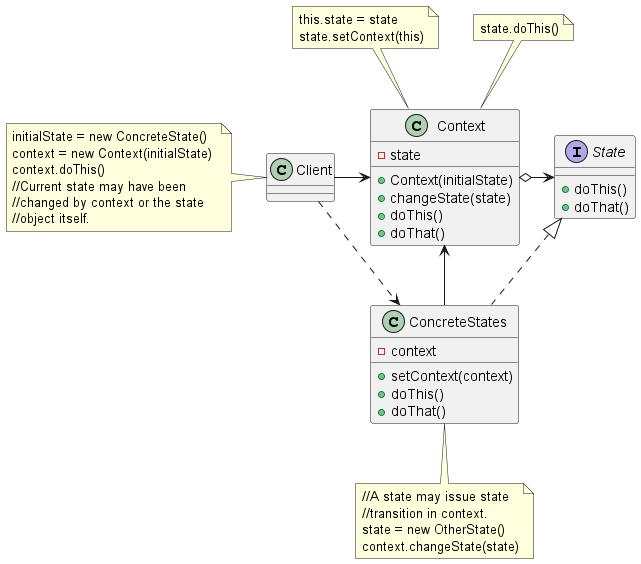 this.state = state
state.setContext(this)
state.doThis()
initialState = new ConcreteState()
context = new Context(initialState)
context.doThis()
//Current state may have been
//changed by context or the state
//object itself.
C Client
C Context
state
Context(initialState)
changeState(state)
doThis()
doThat()
I State
doThis()
doThat()
C ConcreteStates
context
setContext(context)
doThis()
doThat()
//A state may issue state
//transition in context.
state = new OtherState()
context.changeState(state)